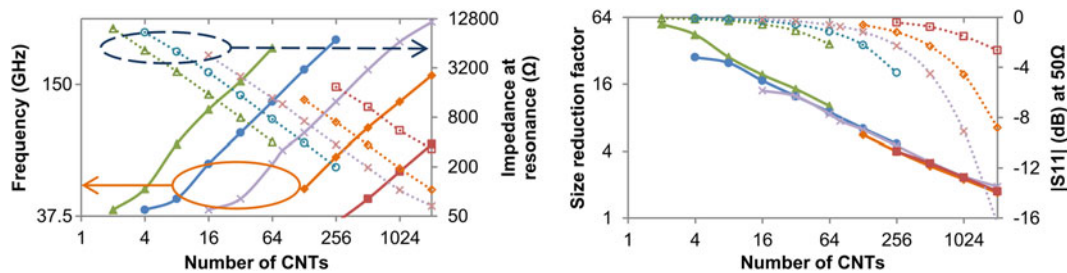 Frequency (GHz)
150
37.5
1 4 16 64 256 1024
Number of CNTs
12800
3200
800
200
50
Impedance at
resonance (Ω)
Size reduction factor
64
16
4
1
1 4 16 64 256 1024
Number of CNTs
0
-4
-8
-12
-16
|S11| (dB) at 50Ω